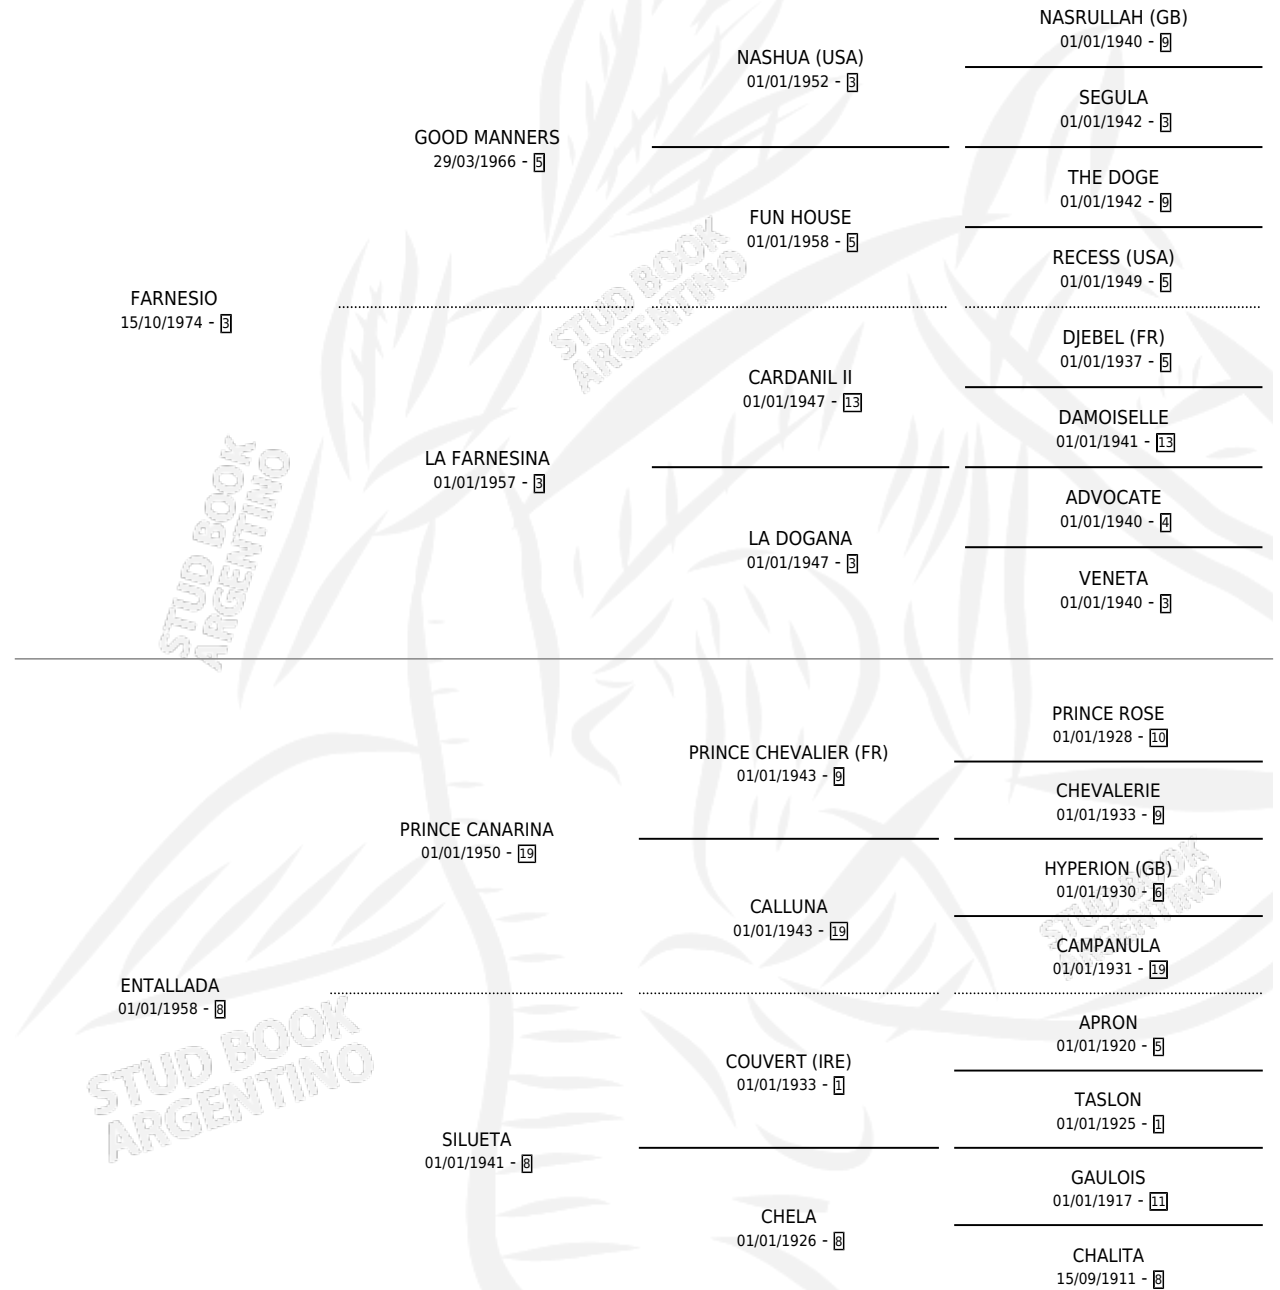 NASRULLAH (GB)
01/01/1940 - 9
NASHUA (USA)
01/01/1952 - 3
SEGULA
01/01/1942 - 3
GOOD MANNERS
29/03/1966 - 5
THE DOGE
01/01/1942 - 9
FUN HOUSE
01/01/1958 - 5
RECESS (USA)
01/01/1949 - 5
FARNESIO
15/10/1974 - 3
DJEBEL (FR)
01/01/1937 - 5
CARDANIL II
01/01/1947 - 13
DAMOISELLE
01/01/1941 - 13
LA FARNESINA
01/01/1957 - 3
ADVOCATE
01/01/1940 - 4
LA DOGANA
01/01/1947 - 3
VENETA
01/01/1940 - 3
PRINCE ROSE
01/01/1928 - 10
PRINCE CHEVALIER (FR)
01/01/1943 - 9
CHEVALERIE
01/01/1933 - 9
PRINCE CANARINA
01/01/1950 - 19
HYPERION (GB)
01/01/1930 - 6
CALLUNA
01/01/1943 - 19
CAMPANULA
01/01/1931 - 19
ENTALLADA
01/01/1958 - 8
APRON
01/01/1920 - 5
COUVERT (IRE)
01/01/1933 - 1
TASLON
01/01/1925 - 1
SILUETA
01/01/1941 - 8
GAULOIS
01/01/1917 - 11
CHELA
01/01/1926 - 8
CHALITA
15/09/1911 - 8
STUD BOOK
ARGENTINO
STUD BOOK
ARGENTINO
STUD BOOK
ARGENTINO
STUD BOOK
ARGENTINO